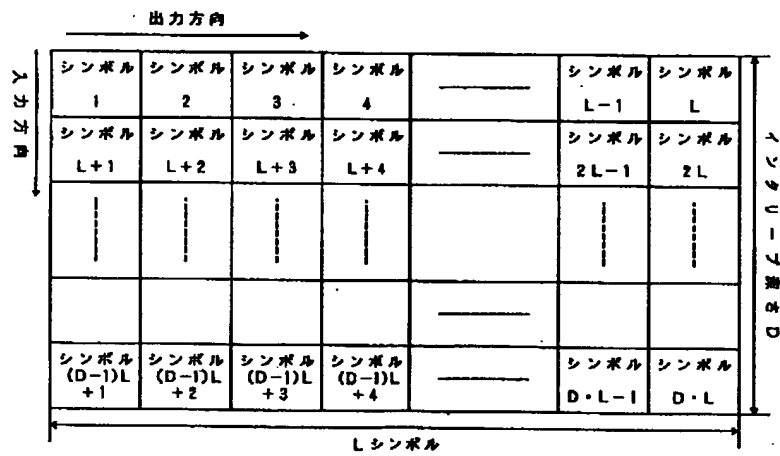 出力方向
入力方向
シンボル シンボル シンボル シンボル シンボル シンボル
1 2 3 4 L-1 L
シンボル シンボル シンボル シンボル シンボル シンボル
L+1 L+2 L+3 L+4 2L-1 2L
シンボル シンボル シンボル シンボル シンボル シンボル
(D-1)L (D-1)L (D-1)L (D-1)L
+1 +2 +3 +4 D・L-1 D・L
インタリーブ深さD
Lシンボル